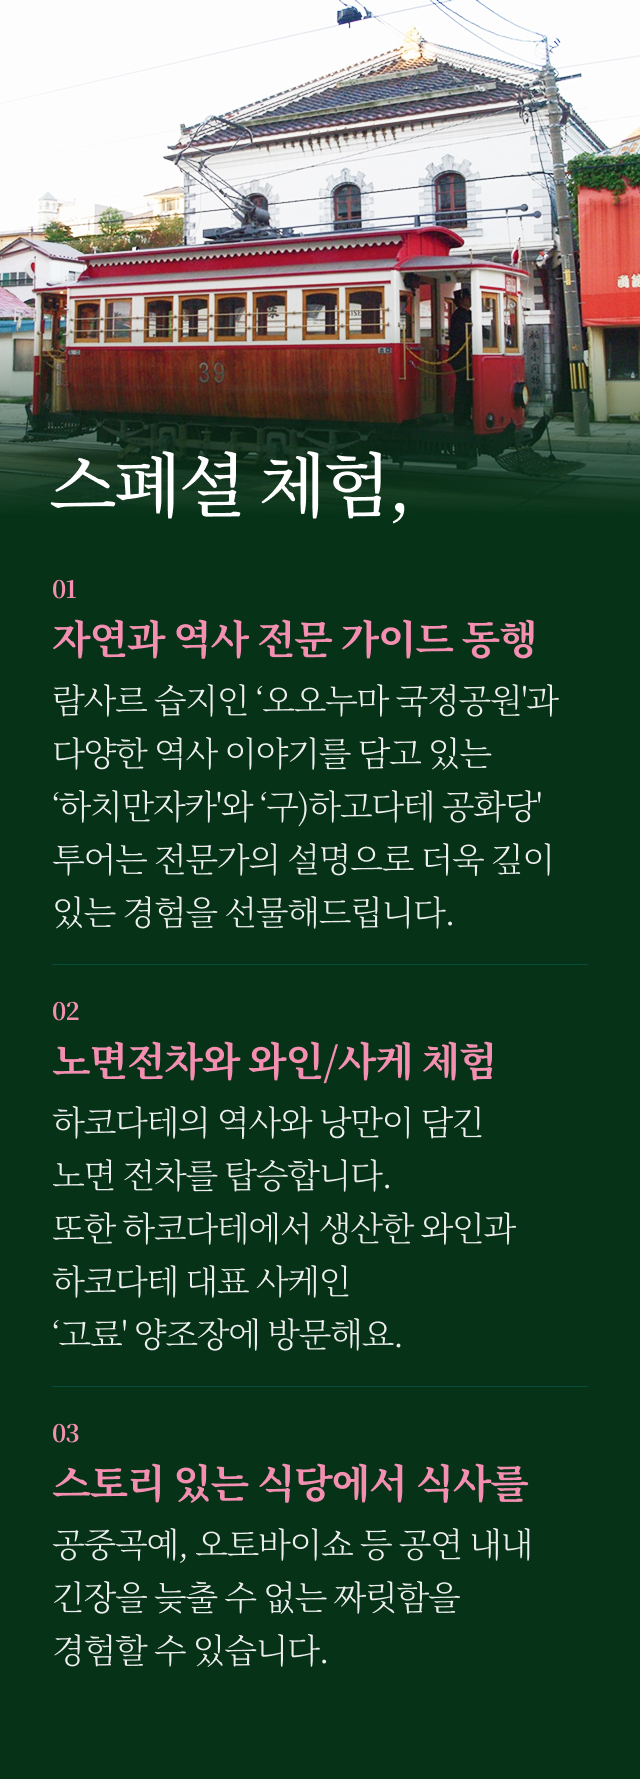 39
스폐셜 체험,
01
자연과 역사 전문 가이드 동행
람사르 습지인 ‘오오누마 국정공원'과
다양한 역사 이야기를 담고 있는
‘하치만자카'와 ‘구)하고다테 공화당'
투어는 전문가의 설명으로 더욱 깊이
있는 경험을 선물해드립니다.
02
노면전차와 와인/사케 체험
하코다테의 역사와 낭만이 담긴
노면 전차를 탑승합니다.
또한 하코다테에서 생산한 와인과
하코다테 대표 사케인
‘고료' 양조장에 방문해요.
03
스토리 있는 식당에서 식사를
공중곡예, 오토바이쇼 등 공연 내내
긴장을 늦출 수 없는 짜릿함을
경험할 수 있습니다.